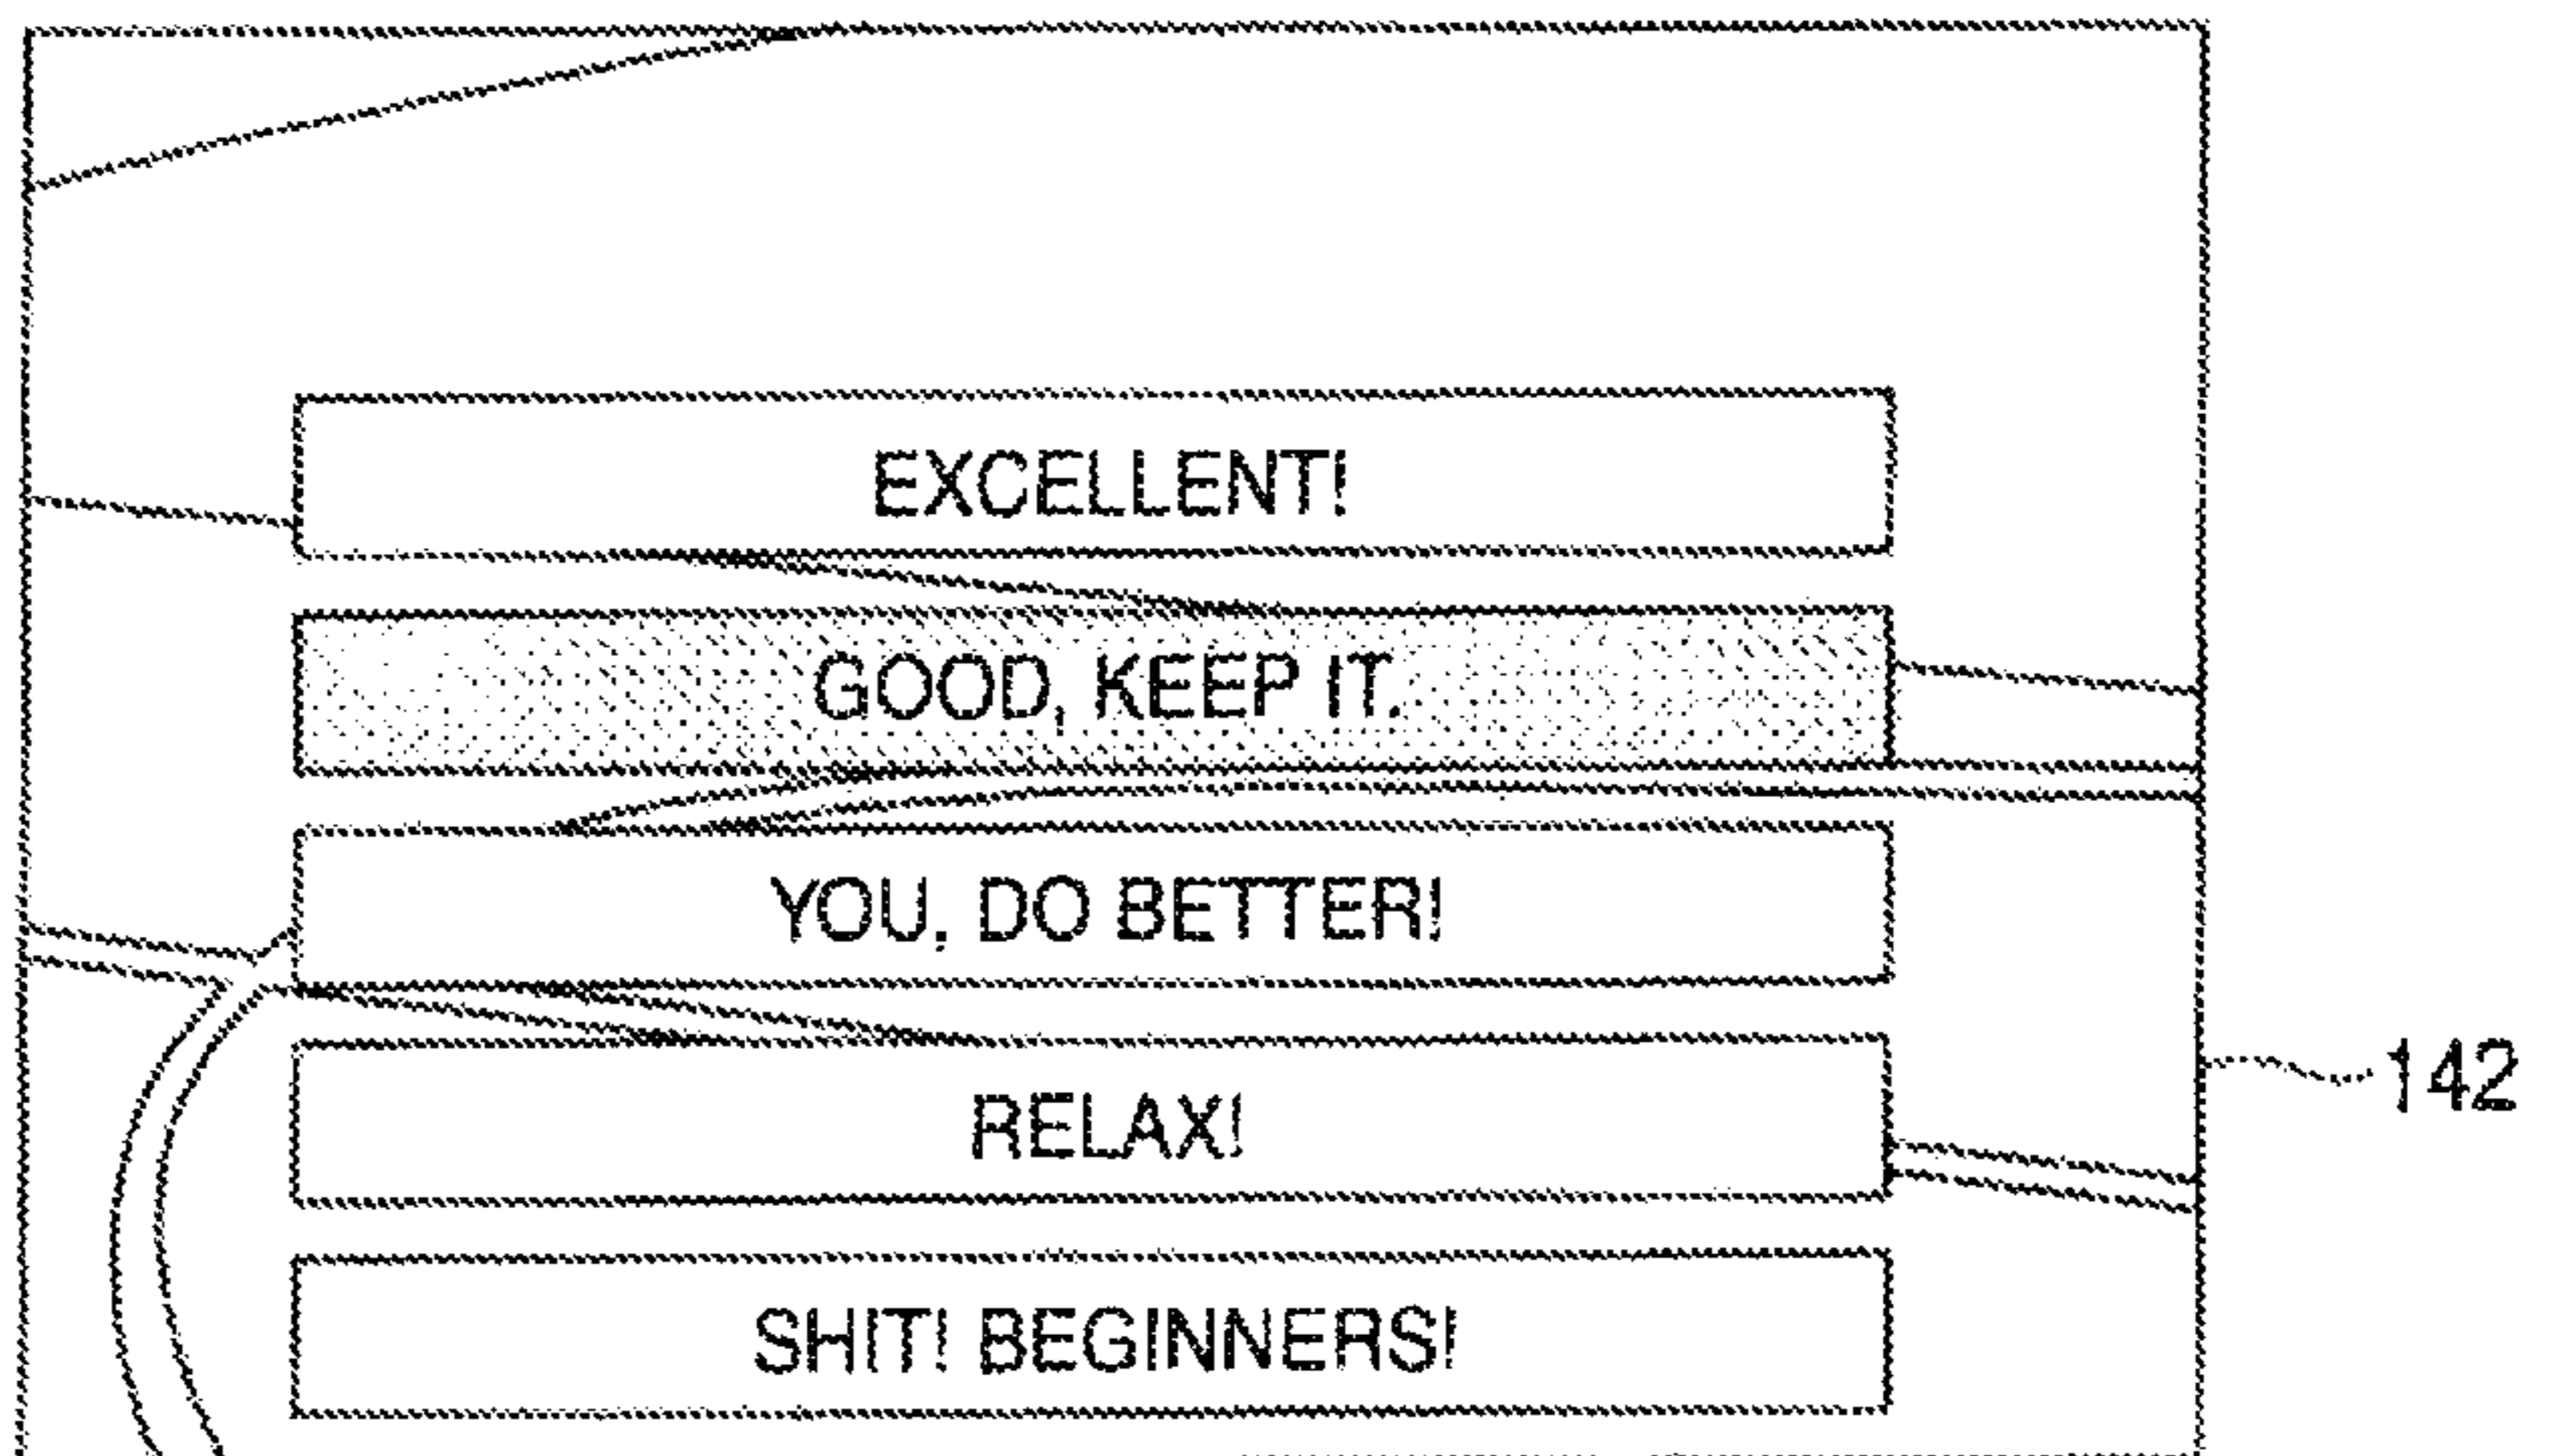 EXCELLENT!
GOOD, KEEP IT.
YOU, DO BETTER!
RELAX!
142
SHIT! BEGINNERS!